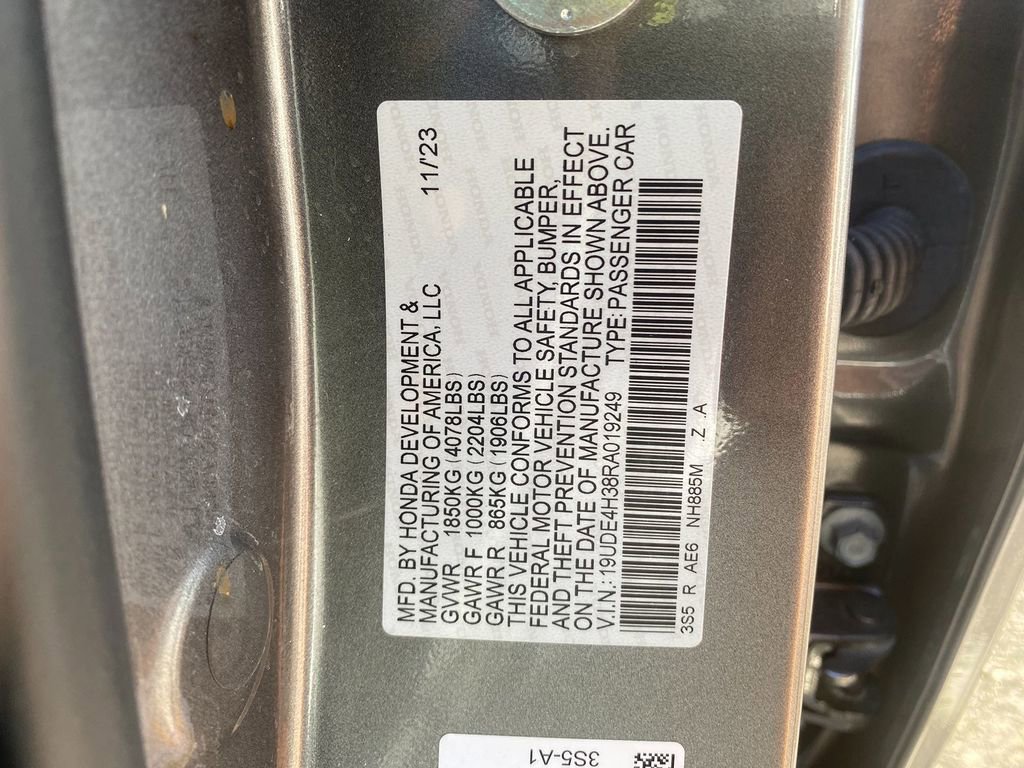 MFD. BY HONDA DEVELOPMENT &
MANUFACTURING OF AMERICA, LLC 11/'23
GVWR 1850KG (4078LBS)
GAWR F 1000KG (2204LBS)
GAWR R 865KG (1906LBS)
THIS VEHICLE CONFORMS TO ALL APPLICABLE
FEDERAL MOTOR VEHICLE SAFETY, BUMPER,
AND THEFT PREVENTION STANDARDS IN EFFECT
ON THE DATE OF MANUFACTURE SHOWN ABOVE.
V.I.N.: 19UDE4H38RA019249 TYPE: PASSENGER CAR
3S5 R AE6 NH885M .Z .A
3S5-A1